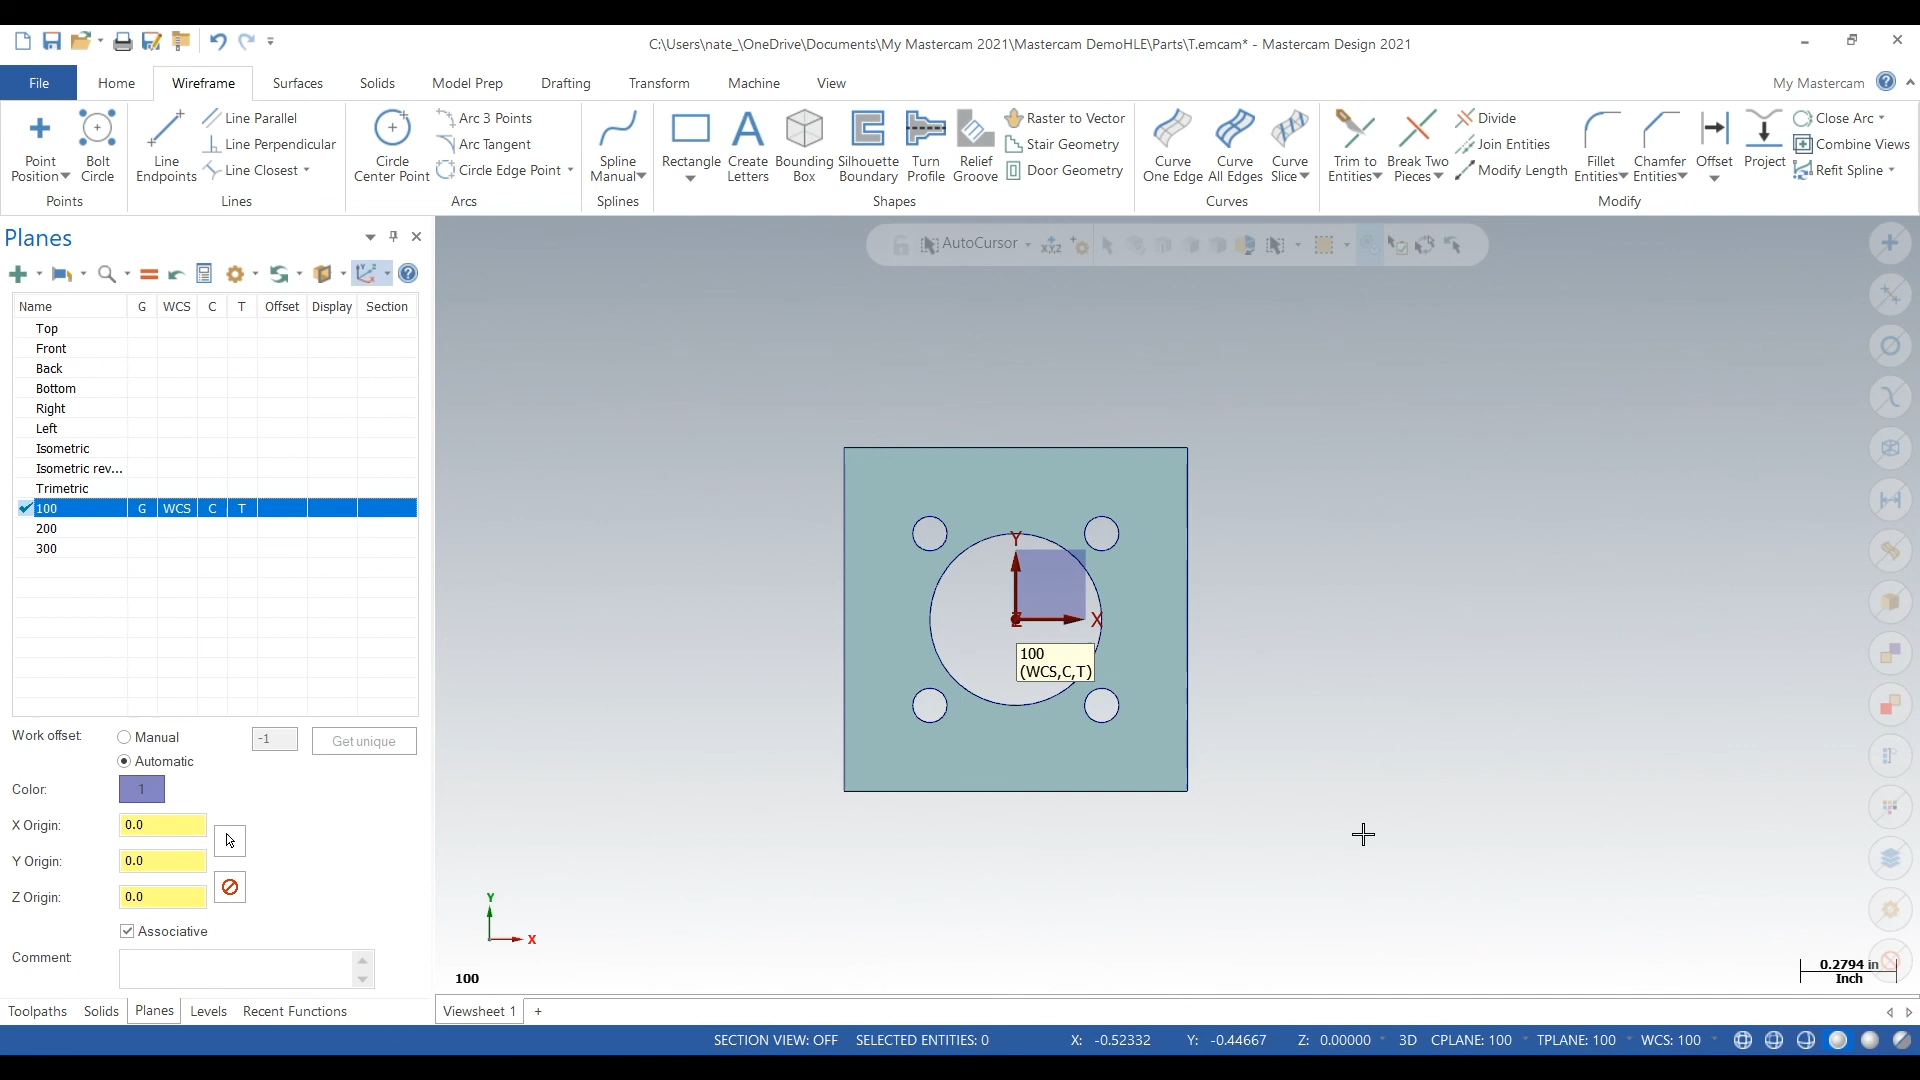 C:\Users\nate_\OneDrive\Documents\My Mastercam 2021\Mastercam DemoHLE\Parts\T.emcam* - Mastercam Design 2021
File Home Wireframe Surfaces Solids Model Prep Drafting Transform Machine View My Mastercam
Point Position
Bolt Circle
Points
Line Endpoints
Line Parallel
Line Perpendicular
Line Closest
Lines
Circle Center Point
Arc 3 Points
Arc Tangent
Circle Edge Point
Arcs
Spline Manual
Splines
Rectangle
Create Letters
Bounding Box
Silhouette Boundary
Turn Profile
Relief Groove
Raster to Vector
Stair Geometry
Door Geometry
Shapes
Curve One Edge
Curve All Edges
Curve Slice
Curves
Trim to Entities
Break Two Pieces
Divide
Join Entities
Modify Length
Fillet Entities
Chamfer Entities
Offset
Project
Close Arc
Combine Views
Refit Spline
Modify
Planes
Name G WCS C T Offset Display Section
Top
Front
Back
Bottom
Right
Left
Isometric
Isometric rev...
Trimetric
100 G WCS C T
200
300
Work offset: Manual -1 Get unique
Automatic
Color: 1
X Origin: 0.0
Y Origin: 0.0
Z Origin: 0.0
Associative
Comment:
Toolpaths Solids Planes Levels Recent Functions
AutoCursor
XYZ
Y
Z X
100
(WCS,C,T)
Y
X
100
0.2794 in
Inch
Viewsheet 1 +
SECTION VIEW: OFF SELECTED ENTITIES: 0 X: -0.52332 Y: -0.44667 Z: 0.00000 3D CPLANE: 100 TPLANE: 100 WCS: 100